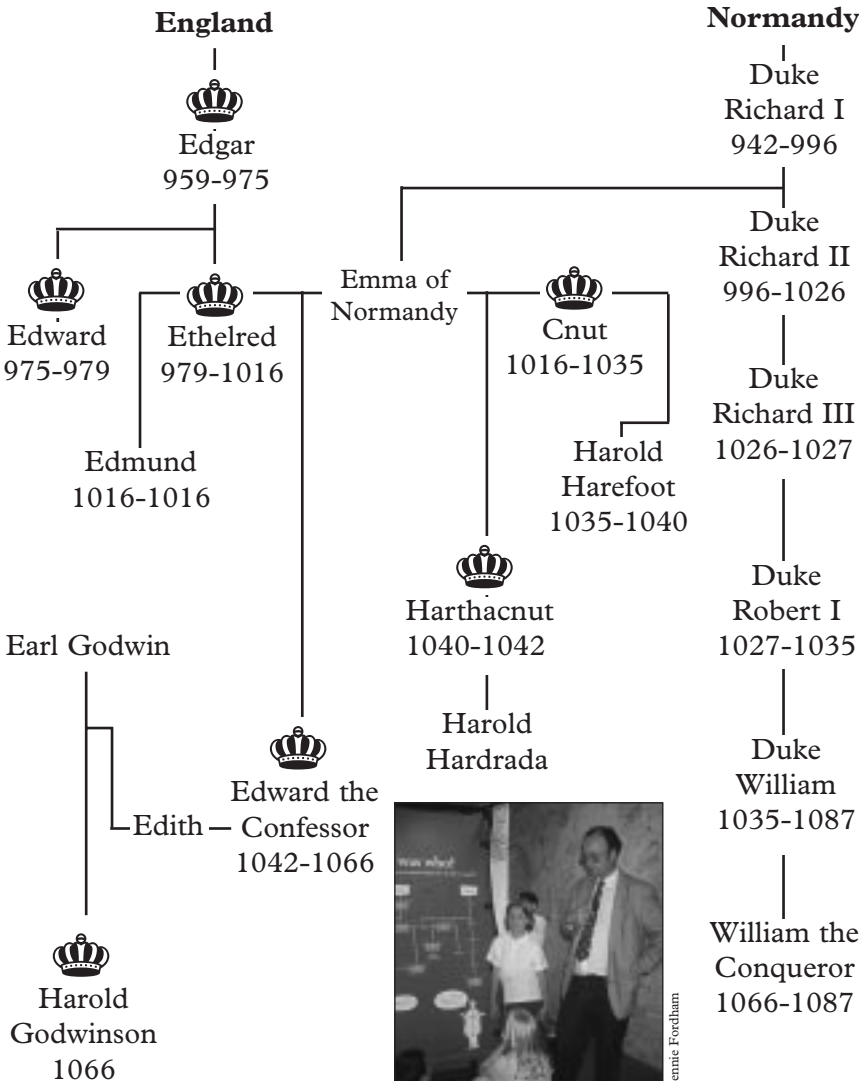 England
Normandy
Edgar
959-975
Duke
Richard I
942-996
Edward
975-979
Ethelred
979-1016
Emma of
Normandy
Cnut
1016-1035
Duke
Richard II
996-1026
Edmund
1016-1016
Harold
Harefoot
1035-1040
Duke
Richard III
1026-1027
Earl Godwin
Harthacnut
1040-1042
Duke
Robert I
1027-1035
Harold
Hardrada
Edith
Edward the
Confessor
1042-1066
Duke
William
1035-1087
Harold
Godwinson
1066
William the
Conqueror
1066-1087
was who?
ennie Fordham